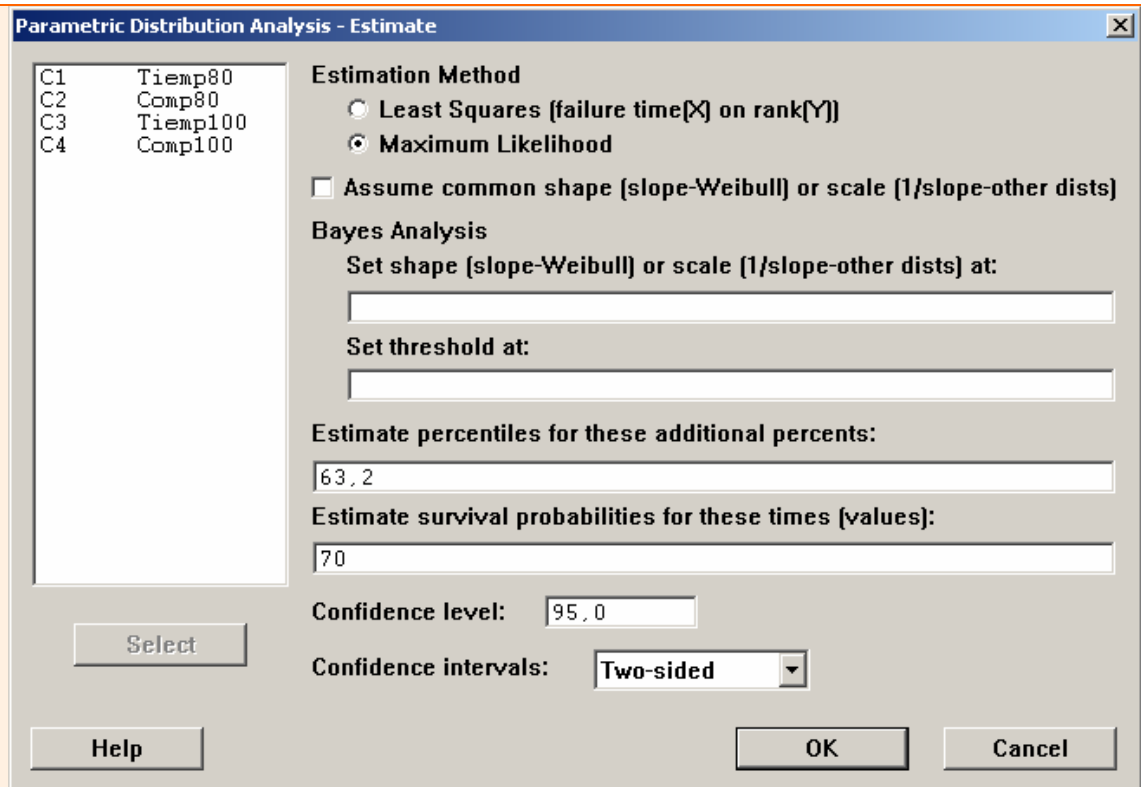 Parametric Distribution Analysis - Estimate
C1 Tiemp80
C2 Comp80
C3 Tiemp100
C4 Comp100
Estimation Method
Least Squares (failure time(X) on rank(Y))
Maximum Likelihood
Assume common shape (slope-Weibull) or scale (1/slope-other dists)
Bayes Analysis
Set shape (slope-Weibull) or scale (1/slope-other dists) at:
Set threshold at:
Estimate percentiles for these additional percents:
63,2
Estimate survival probabilities for these times (values):
70
Confidence level: 95,0
Select
Confidence intervals: Two-sided
Help OK Cancel